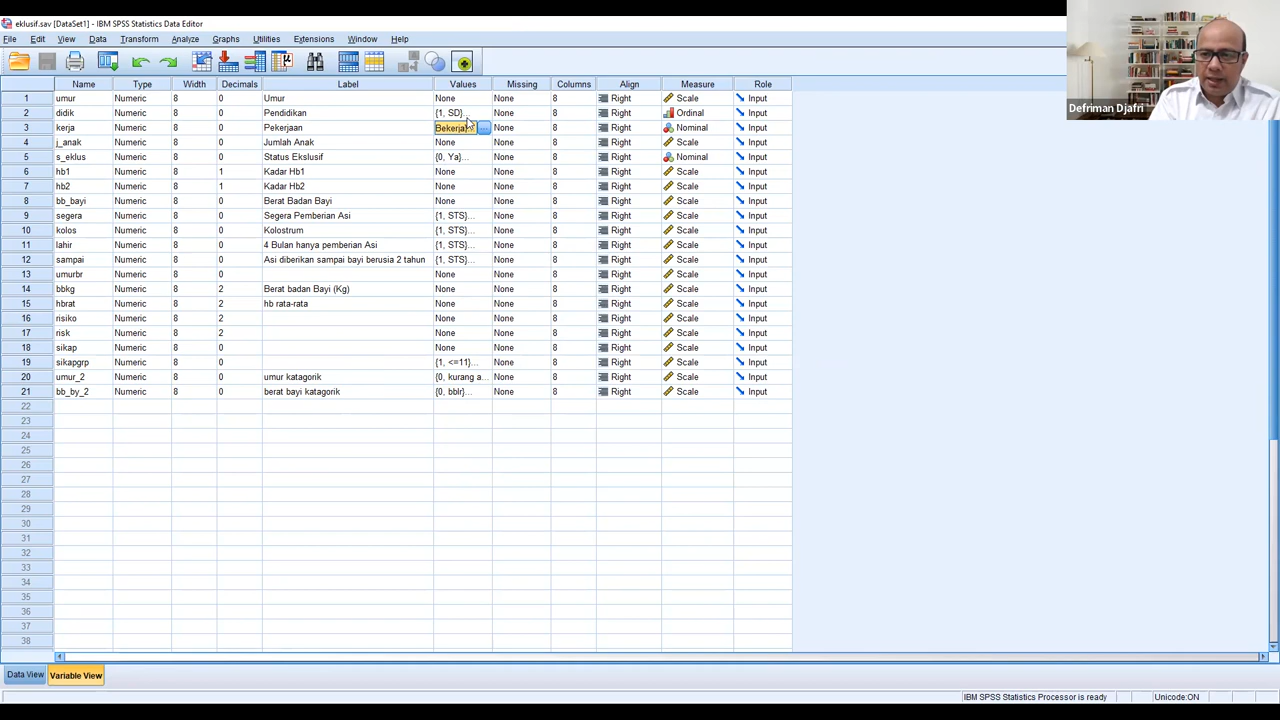 eklusif.sav [DataSet1] - IBM SPSS Statistics Data Editor
File Edit View Data Transform Analyze Graphs Utilities Extensions Window Help
Defriman Djafri
Name Type Width Decimals Label Values Missing Columns Align Measure Role
1 umur Numeric 8 0 Umur None None 8 Right Scale Input
2 didik Numeric 8 0 Pendidikan {1, SD}... None 8 Right Ordinal Input
3 kerja Numeric 8 0 Pekerjaan Bekerja}... ... None 8 Right Nominal Input
4 j_anak Numeric 8 0 Jumlah Anak None None 8 Right Scale Input
5 s_eklus Numeric 8 0 Status Ekslusif {0, Ya}... None 8 Right Nominal Input
6 hb1 Numeric 8 1 Kadar Hb1 None None 8 Right Scale Input
7 hb2 Numeric 8 1 Kadar Hb2 None None 8 Right Scale Input
8 bb_bayi Numeric 8 0 Berat Badan Bayi None None 8 Right Scale Input
9 segera Numeric 8 0 Segera Pemberian Asi {1, STS}... None 8 Right Scale Input
10 kolos Numeric 8 0 Kolostrum {1, STS}... None 8 Right Scale Input
11 lahir Numeric 8 0 4 Bulan hanya pemberian Asi {1, STS}... None 8 Right Scale Input
12 sampai Numeric 8 0 Asi diberikan sampai bayi berusia 2 tahun {1, STS}... None 8 Right Scale Input
13 umurbr Numeric 8 0 None None 8 Right Scale Input
14 bbkg Numeric 8 2 Berat badan Bayi (Kg) None None 8 Right Scale Input
15 hbrat Numeric 8 2 hb rata-rata None None 8 Right Scale Input
16 risiko Numeric 8 2 None None 8 Right Scale Input
17 risk Numeric 8 2 None None 8 Right Scale Input
18 sikap Numeric 8 0 None None 8 Right Scale Input
19 sikapgrp Numeric 8 0 {1, <=11}... None 8 Right Scale Input
20 umur_2 Numeric 8 0 umur katagorik {0, kurang a... None 8 Right Scale Input
21 bb_by_2 Numeric 8 0 berat bayi katagorik {0, bblr}... None 8 Right Scale Input
22
23
24
25
26
27
28
29
30
31
32
33
34
35
36
37
38
Data View Variable View
IBM SPSS Statistics Processor is ready Unicode:ON